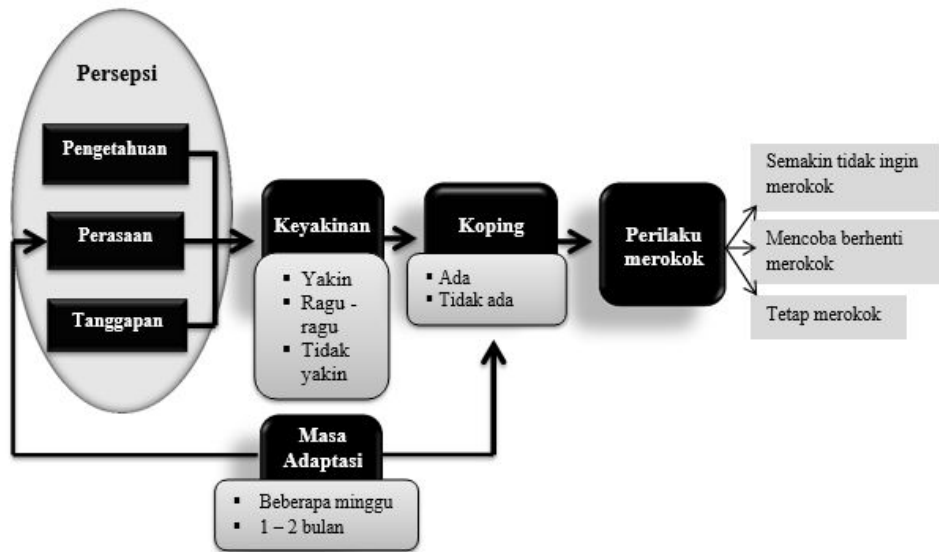 Persepsi
Pengetahuan
Perasaan
Tanggapan
Keyakinan
▪ Yakin
▪ Ragu -
ragu
▪ Tidak
yakin
Koping
▪ Ada
▪ Tidak ada
Perilaku
merokok
Semakin tidak ingin
merokok
Mencoba berhenti
merokok
Tetap merokok
Masa
Adaptasi
▪ Beberapa minggu
▪ 1 – 2 bulan